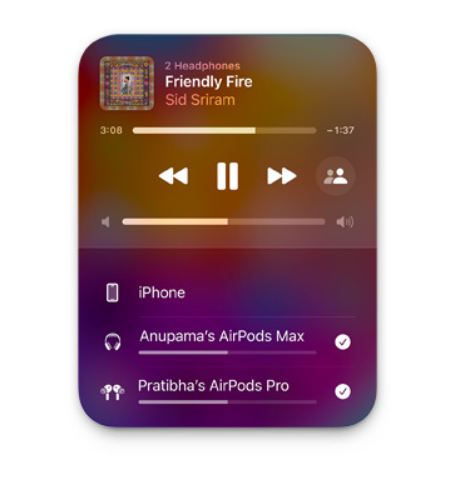 2 Headphones
Friendly Fire
Sid Sriram
3:08 -1:37
iPhone
Anupama's AirPods Max
Pratibha's AirPods Pro